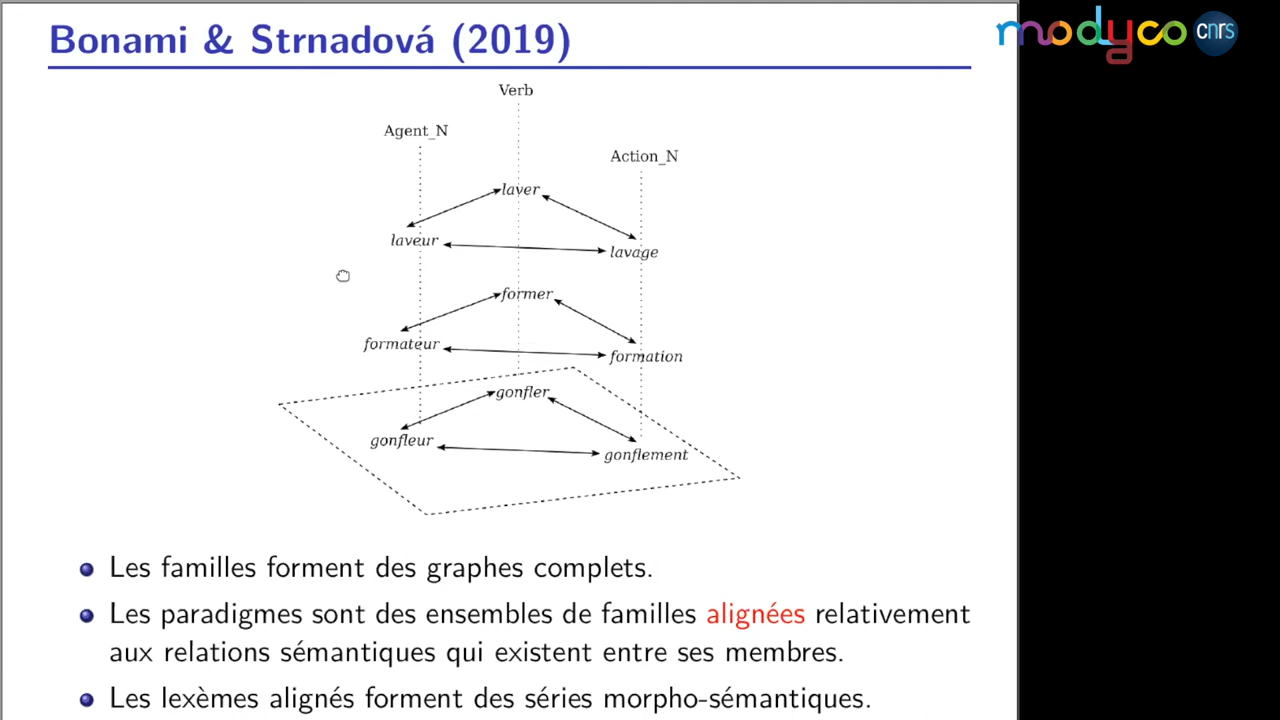 Bonami & Strnadová (2019)
modyco cnrs
Verb
Agent_N
Action_N
laver
laveur
lavage
former
formateur
formation
gonfler
gonfleur
gonflement
Les familles forment des graphes complets.
Les paradigmes sont des ensembles de familles alignées relativement
aux relations sémantiques qui existent entre ses membres.
Les lexèmes alignés forment des séries morpho-sémantiques.